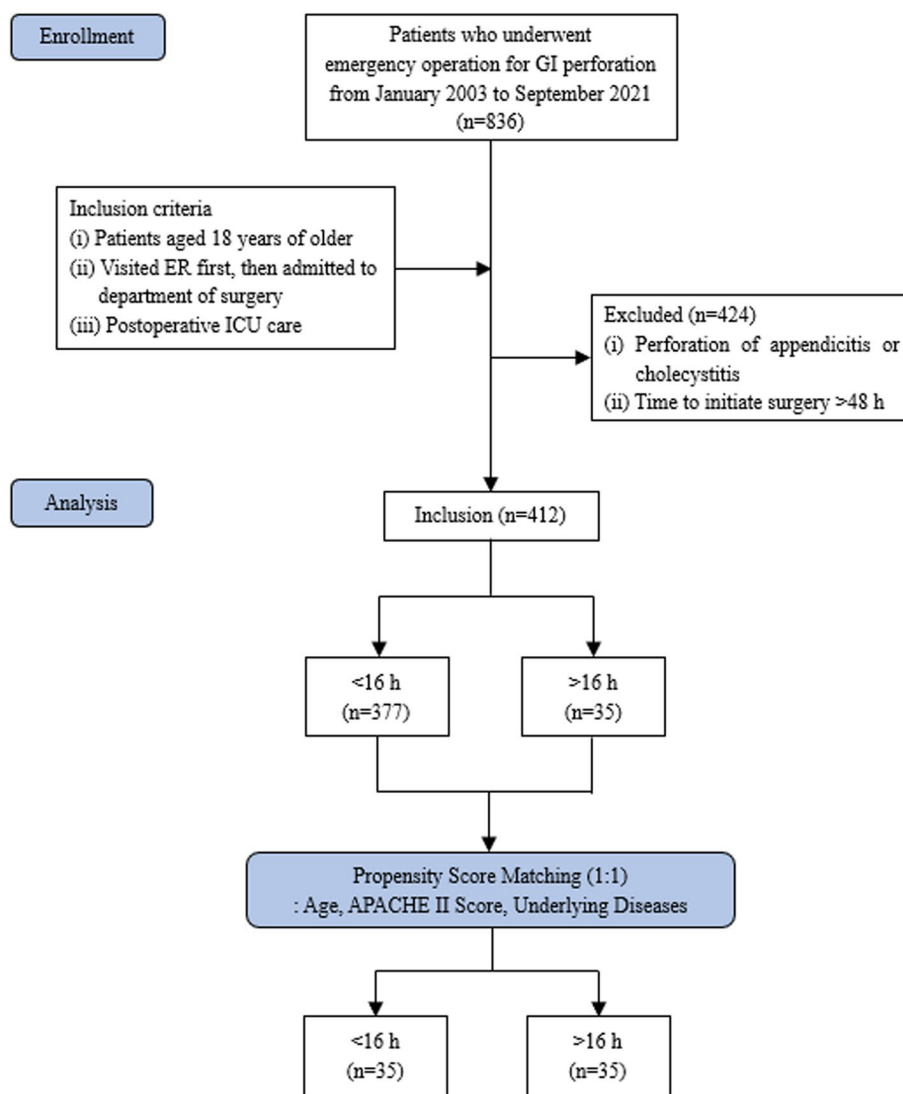 Enrollment
Patients who underwent
emergency operation for GI perforation
from January 2003 to September 2021
(n=836)
Inclusion criteria
(i) Patients aged 18 years of older
(ii) Visited ER first, then admitted to
department of surgery
(iii) Postoperative ICU care
Excluded (n=424)
(i) Perforation of appendicitis or
cholecystitis
(ii) Time to initiate surgery >48 h
Analysis
Inclusion (n=412)
<16 h
(n=377)
>16 h
(n=35)
Propensity Score Matching (1:1)
: Age, APACHE II Score, Underlying Diseases
<16 h
(n=35)
>16 h
(n=35)